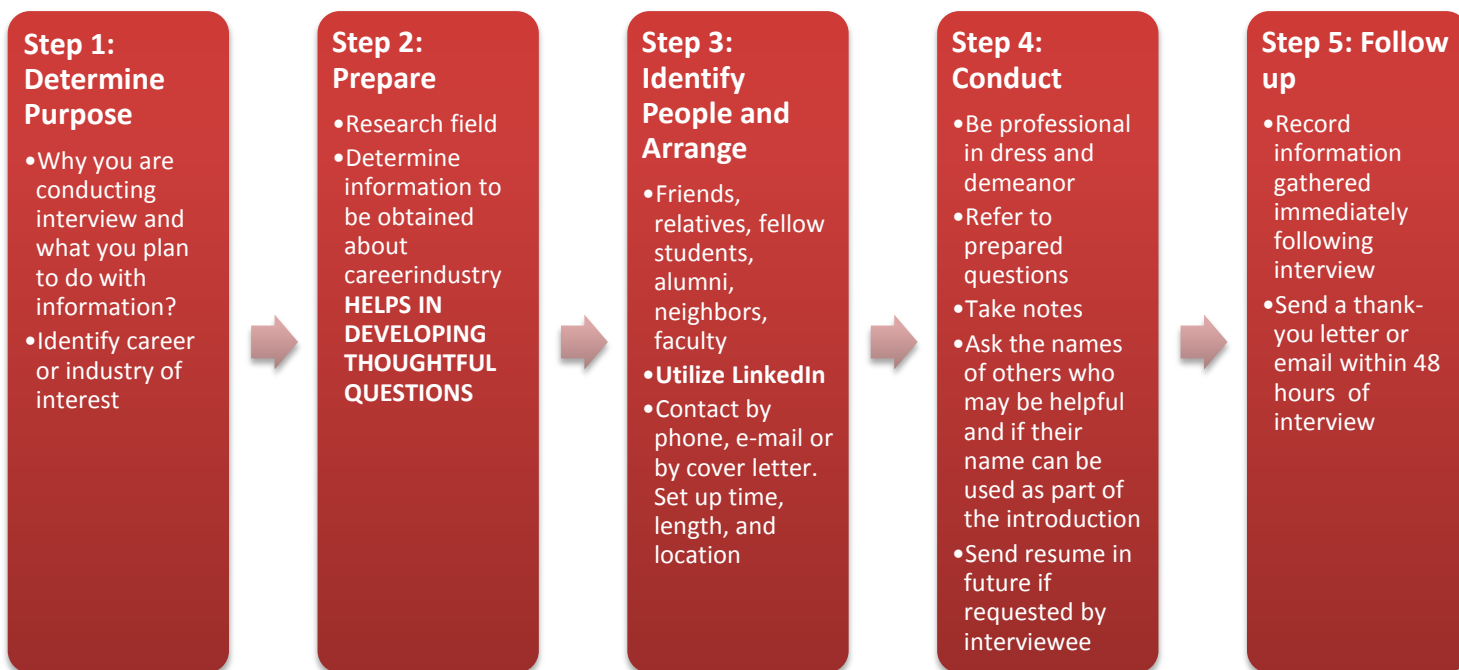 Step 1:
Determine
Purpose
•Why you are
conducting
interview and
what you plan
to do with
information?
•Identify career
or industry of
interest
Step 2:
Prepare
•Research field
•Determine
information to
be obtained
about
careerindustry
HELPS IN
DEVELOPING
THOUGHTFUL
QUESTIONS
Step 3:
Identify
People and
Arrange
•Friends,
relatives, fellow
students,
alumni,
neighbors,
faculty
•Utilize LinkedIn
•Contact by
phone, e-mail or
by cover letter.
Set up time,
length, and
location
Step 4:
Conduct
•Be professional
in dress and
demeanor
•Refer to
prepared
questions
•Take notes
•Ask the names
of others who
may be helpful
and if their
name can be
used as part of
the introduction
•Send resume in
future if
requested by
interviewee
Step 5: Follow
up
•Record
information
gathered
immediately
following
interview
•Send a thank-
you letter or
email within 48
hours of
interview